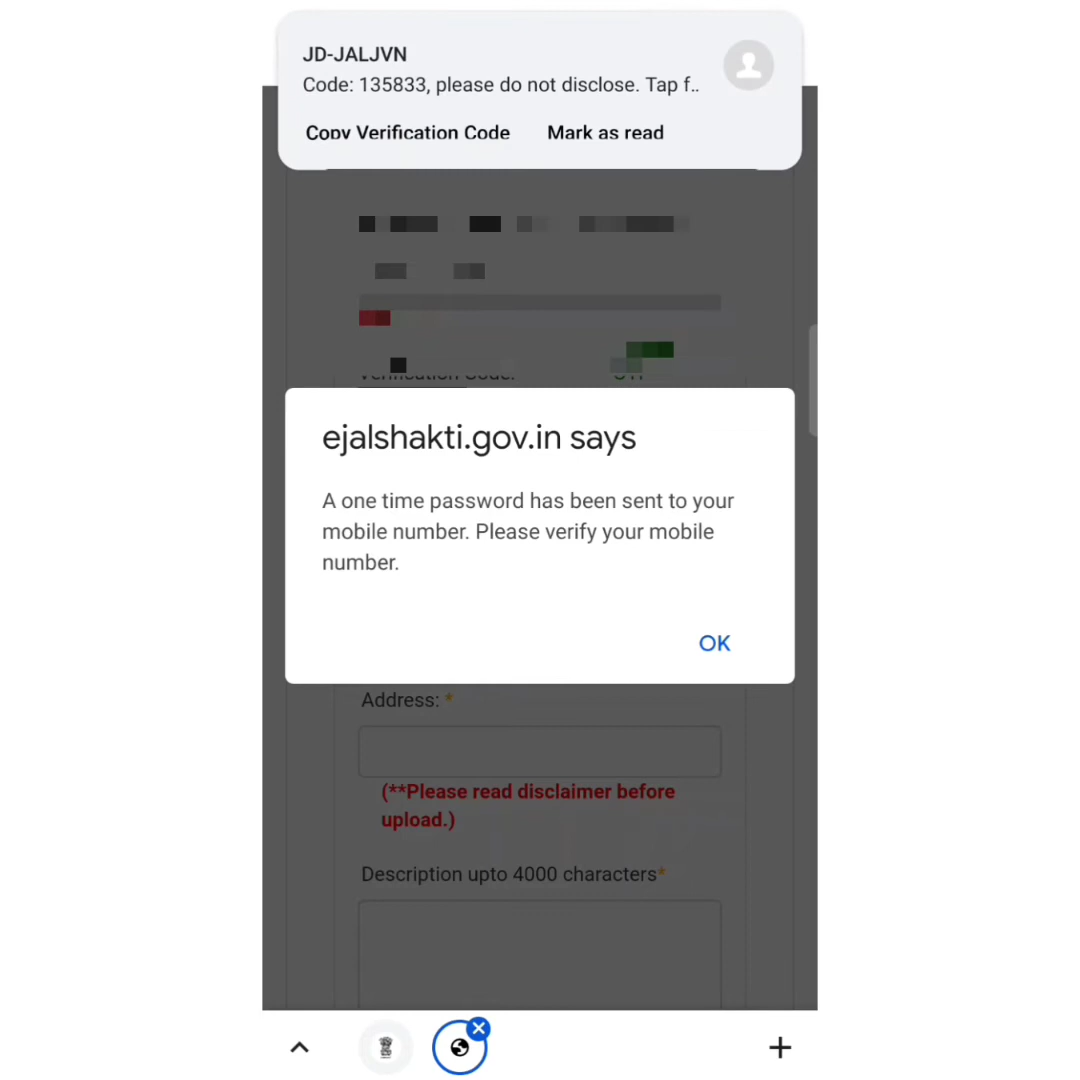 JD-JALJVN
Code: 135833, please do not disclose. Tap f..
Copy Verification Code Mark as read
Verification Code:
ejalshakti.gov.in says
A one time password has been sent to your
mobile number. Please verify your mobile
number.
OK
Address: *
(**Please read disclaimer before
upload.)
Description upto 4000 characters*